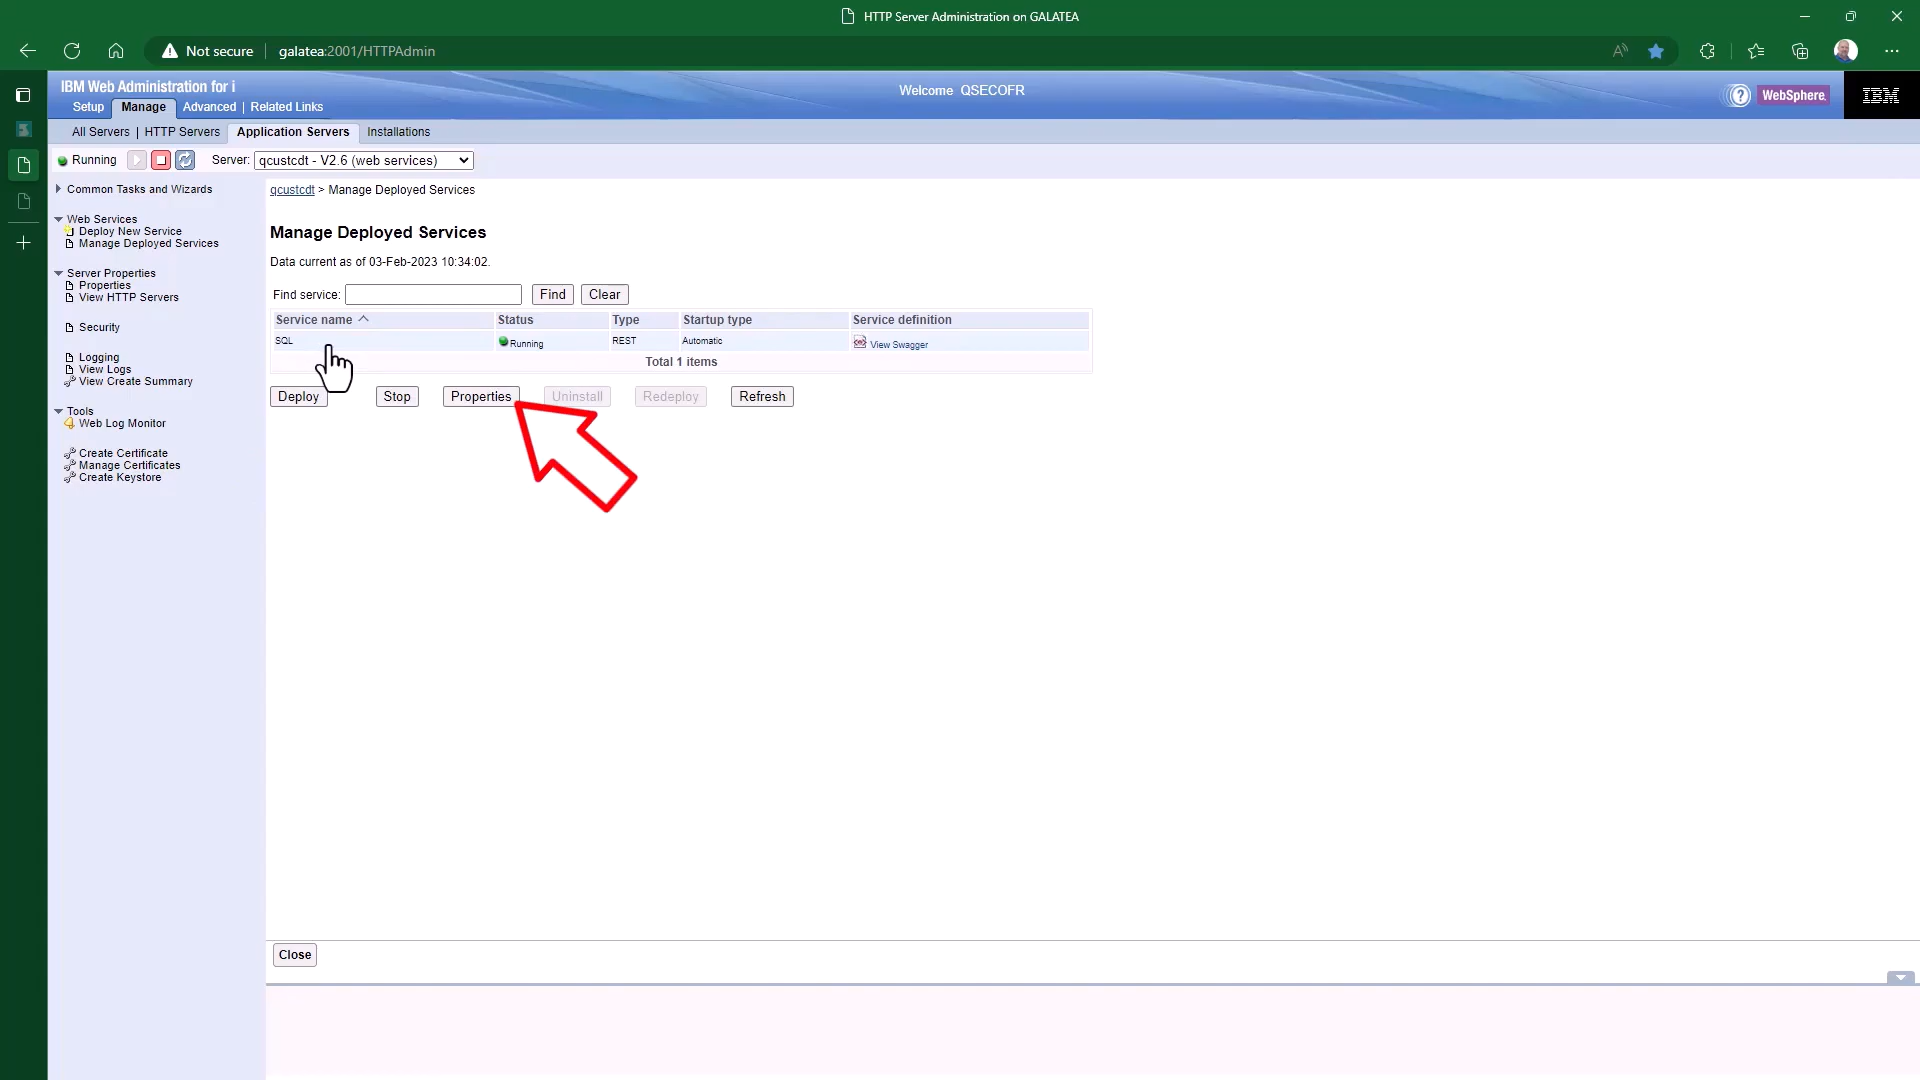 HTTP Server Administration on GALATEA
Not secure galatea:2001/HTTPAdmin
IBM Web Administration for i
Welcome QSECOFR
WebSphere.
IBM
Setup Manage Advanced | Related Links
All Servers | HTTP Servers Application Servers Installations
Running Server: qcustcdt - V2.6 (web services)
Common Tasks and Wizards
Web Services
Deploy New Service
Manage Deployed Services
Server Properties
Properties
View HTTP Servers
Security
Logging
View Logs
View Create Summary
Tools
Web Log Monitor
Create Certificate
Manage Certificates
Create Keystore
qcustcdt > Manage Deployed Services
Manage Deployed Services
Data current as of 03-Feb-2023 10:34:02.
Find service: Find Clear
Service name Status Type Startup type Service definition
SQL Running REST Automatic View Swagger
Total 1 items
Deploy Stop Properties Uninstall Redeploy Refresh
Close